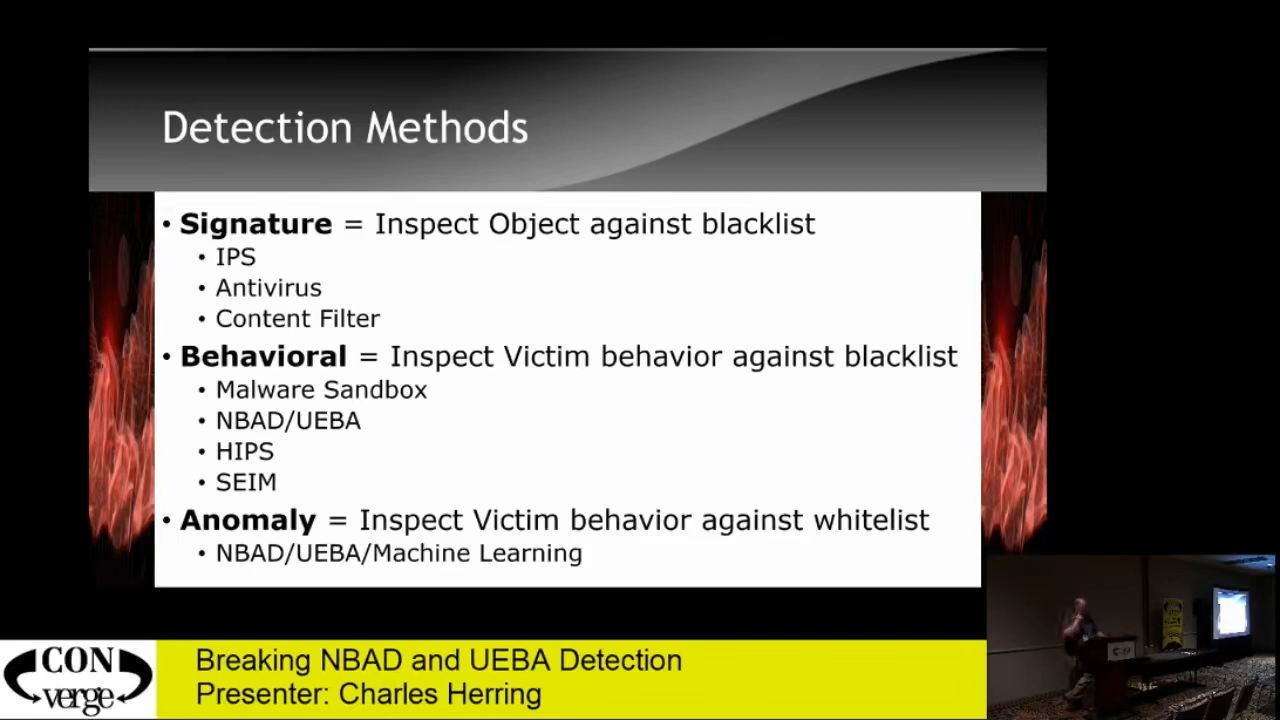 Detection Methods
• Signature = Inspect Object against blacklist
• IPS
• Antivirus
• Content Filter
• Behavioral = Inspect Victim behavior against blacklist
• Malware Sandbox
• NBAD/UEBA
• HIPS
• SEIM
• Anomaly = Inspect Victim behavior against whitelist
• NBAD/UEBA/Machine Learning
CON
verge
Breaking NBAD and UEBA Detection
Presenter: Charles Herring